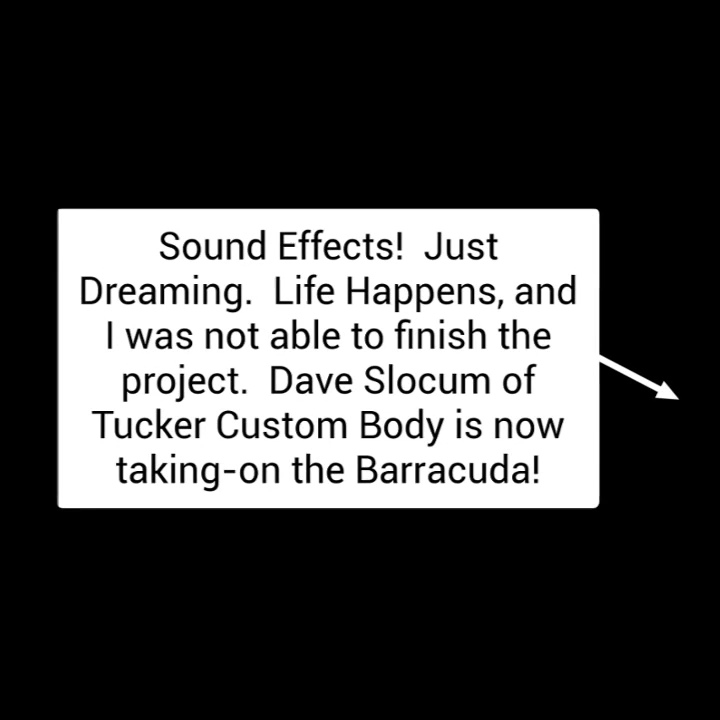 Sound Effects!  Just
Dreaming.  Life Happens, and
I was not able to finish the
project.  Dave Slocum of
Tucker Custom Body is now
taking-on the Barracuda!